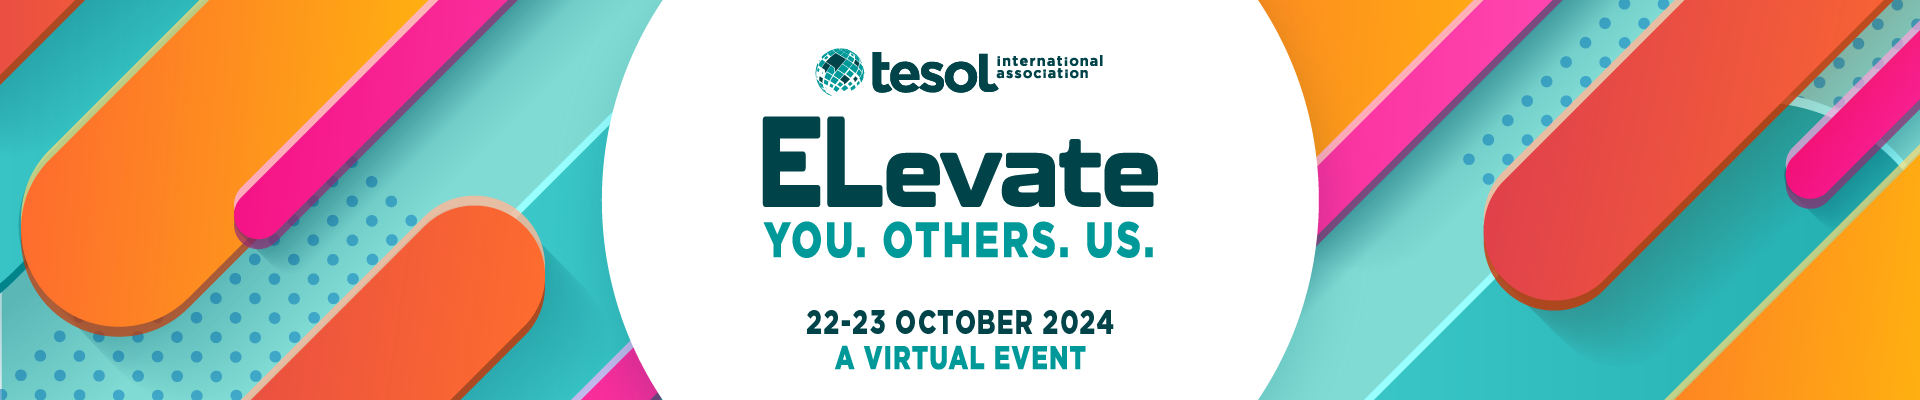 tesol international
association
ELevate
YOU. OTHERS. US.
22-23 OCTOBER 2024
A VIRTUAL EVENT